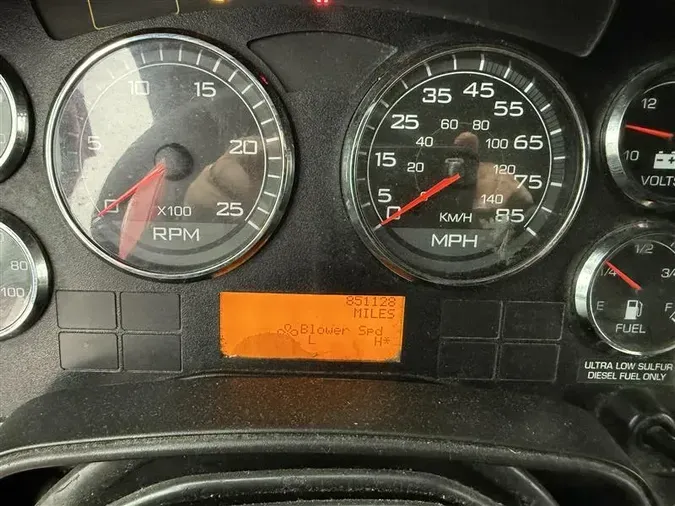 5
10
15
20
25
0
X100
RPM
0
5
15
25
35
45
55
65
75
85
20
40
60
80
100
120
140
KM/H
MPH
10
12
VOLTS
80
100
851128
MILES
Blower Spd
L H*
E
1/4
1/2
3/4
F
FUEL
ULTRA LOW SULFUR
DIESEL FUEL ONLY